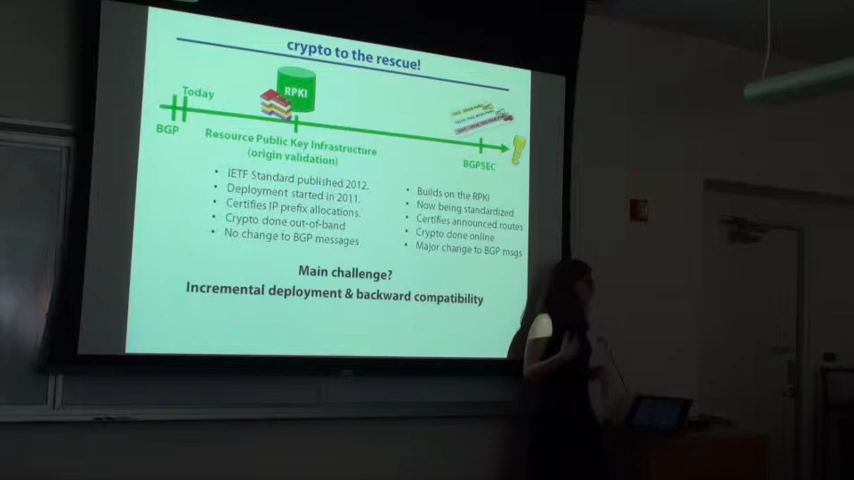 crypto to the rescue!
Today
RPKI
BGP
Resource Public Key Infrastructure
(origin validation)
BGPSEC
• IETF Standard published 2012.
• Deployment started in 2011.
• Certifies IP prefix allocations.
• Crypto done out-of-band
• No change to BGP messages
• Builds on the RPKI
• Now being standardized
• Certifies announced routes
• Crypto done online
• Major change to BGP msgs
Main challenge?
Incremental deployment & backward compatibility